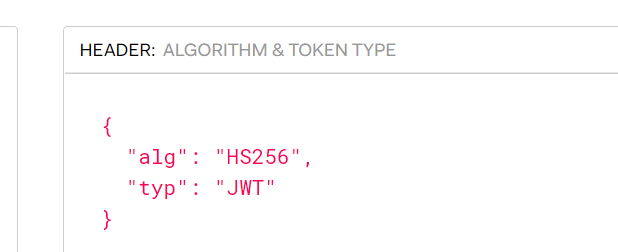 HEADER: ALGORITHM & TOKEN TYPE
{
  "alg": "HS256",
  "typ": "JWT"
}